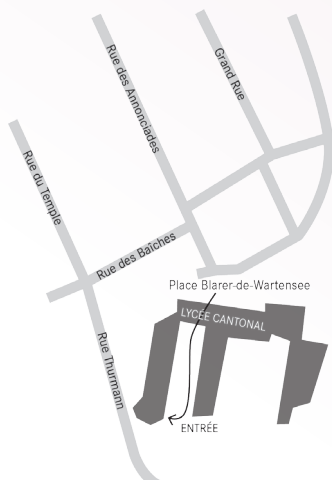 Rue des Annonciades
Grand Rue
Rue du Temple
Rue des Baîches
Place Blarer-de-Wartensee
LYCÉE CANTONAL
Rue Thurmann
ENTRÉE